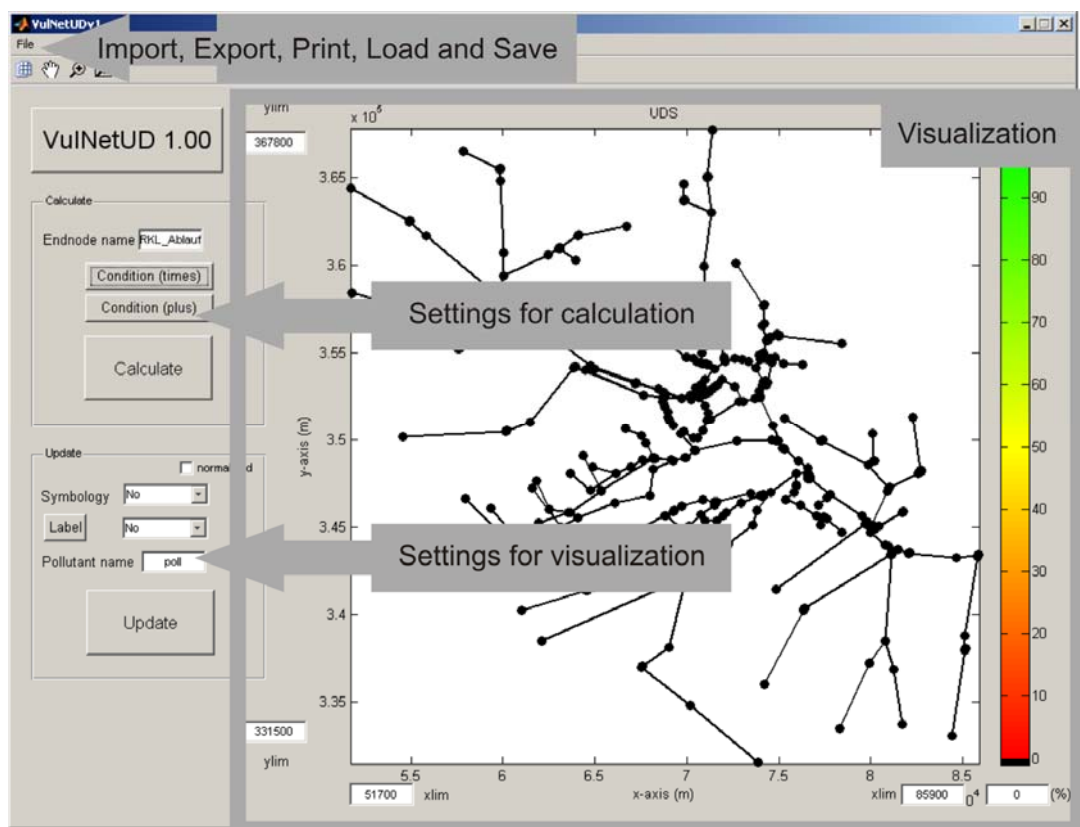 VulNetUDv1
File
Import, Export, Print, Load and Save
VulNetUD 1.00
Calculate
Endnode name RKL_Ablauf
Condition (times)
Condition (plus)
Calculate
Settings for calculation
Update
Symbology No
Label No
Pollutant name poll
Update
Settings for visualization
ylim
367800
x 10
UDS
Visualization
3.65
3.6
3.55
3.5
3.45
3.4
3.35
y-axis (m)
331500
ylim
5.5 6 6.5 7 7.5 8 8.5
51700 xlim x-axis (m) xlim 85900 0⁴ 0 (%)
90
80
70
60
50
40
30
20
10
0